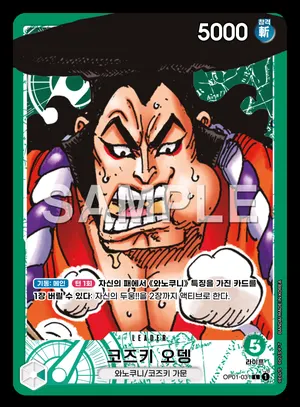 5000
참격
斬
SAMPLE
기동: 메인 턴 1회 자신의 패에서 《와노쿠니》 특징을 가진 카드를
1장 버릴 수 있다: 자신의 두웅!!을 2장까지 액티브로 한다.
LEADER
코즈키 오뎅
와노쿠니/코즈키 가문
5
라이프
OP01-031 L 1